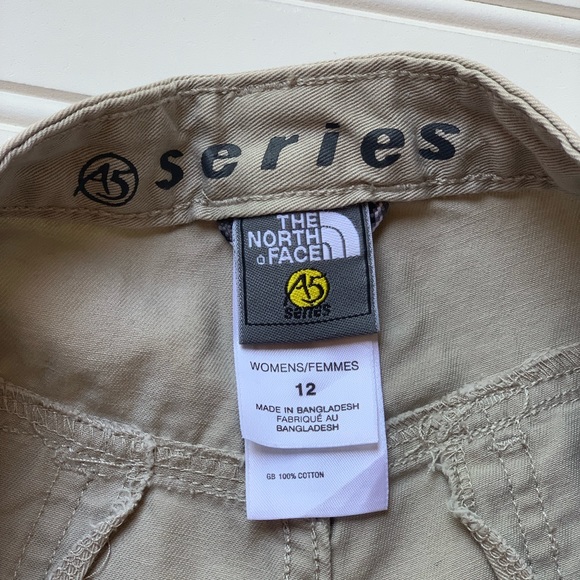 A5 series
THE
NORTH
FACE
A5
series
WOMENS/FEMMES
12
MADE IN BANGLADESH
FABRIQUÉ AU
BANGLADESH
GB 100% COTTON